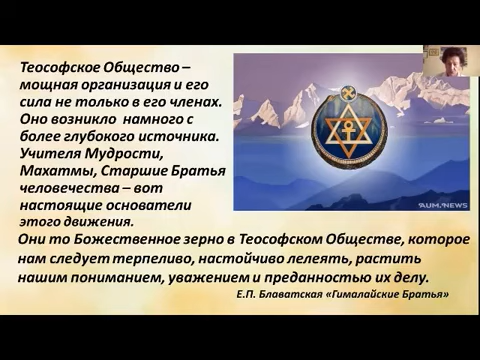 Теософское Общество –
мощная организация и его
сила не только в его членах.
Оно возникло намного с
более глубокого источника.
Учителя Мудрости,
Махатмы, Старшие Братья
человечества – вот
настоящие основатели
этого движения.
Они то Божественное зерно в Теософском Обществе, которое
нам следует терпеливо, настойчиво лелеять, растить
нашим пониманием, уважением и преданностью их делу.
Е.П. Блаватская «Гималайские Братья»
AUM.NEWS